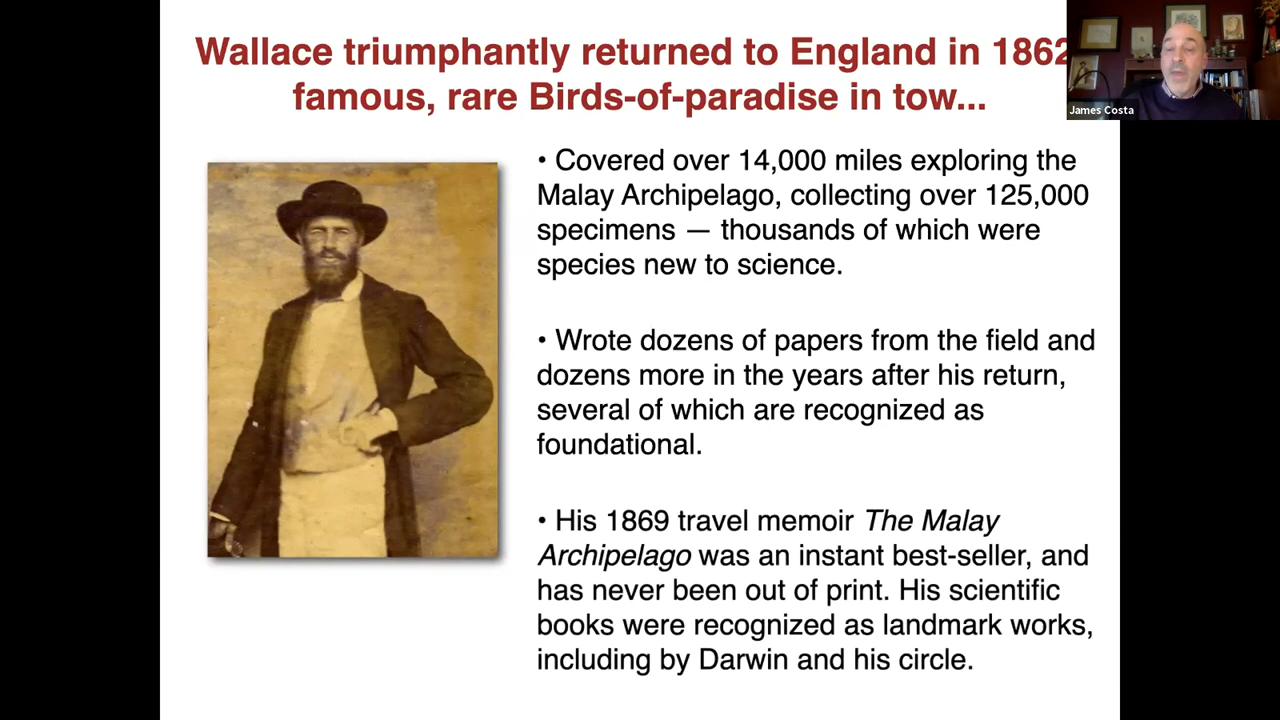 Wallace triumphantly returned to England in 1862
famous, rare Birds-of-paradise in tow...
James Costa
• Covered over 14,000 miles exploring the
Malay Archipelago, collecting over 125,000
specimens — thousands of which were
species new to science.
• Wrote dozens of papers from the field and
dozens more in the years after his return,
several of which are recognized as
foundational.
• His 1869 travel memoir The Malay
Archipelago was an instant best-seller, and
has never been out of print. His scientific
books were recognized as landmark works,
including by Darwin and his circle.